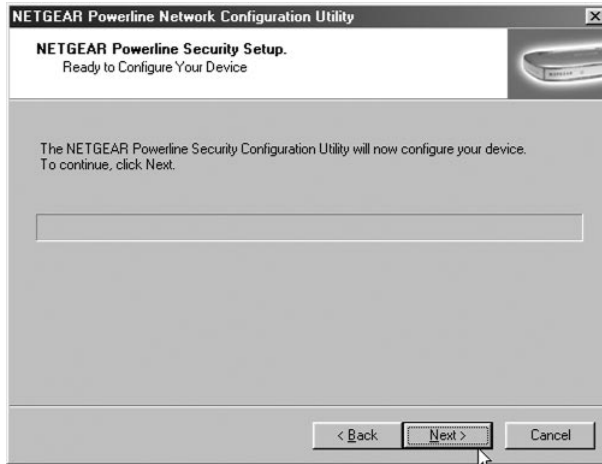 NETGEAR Powerline Network Configuration Utility
NETGEAR Powerline Security Setup.
Ready to Configure Your Device
The NETGEAR Powerline Security Configuration Utility will now configure your device.
To continue, click Next.
< Back Next > Cancel